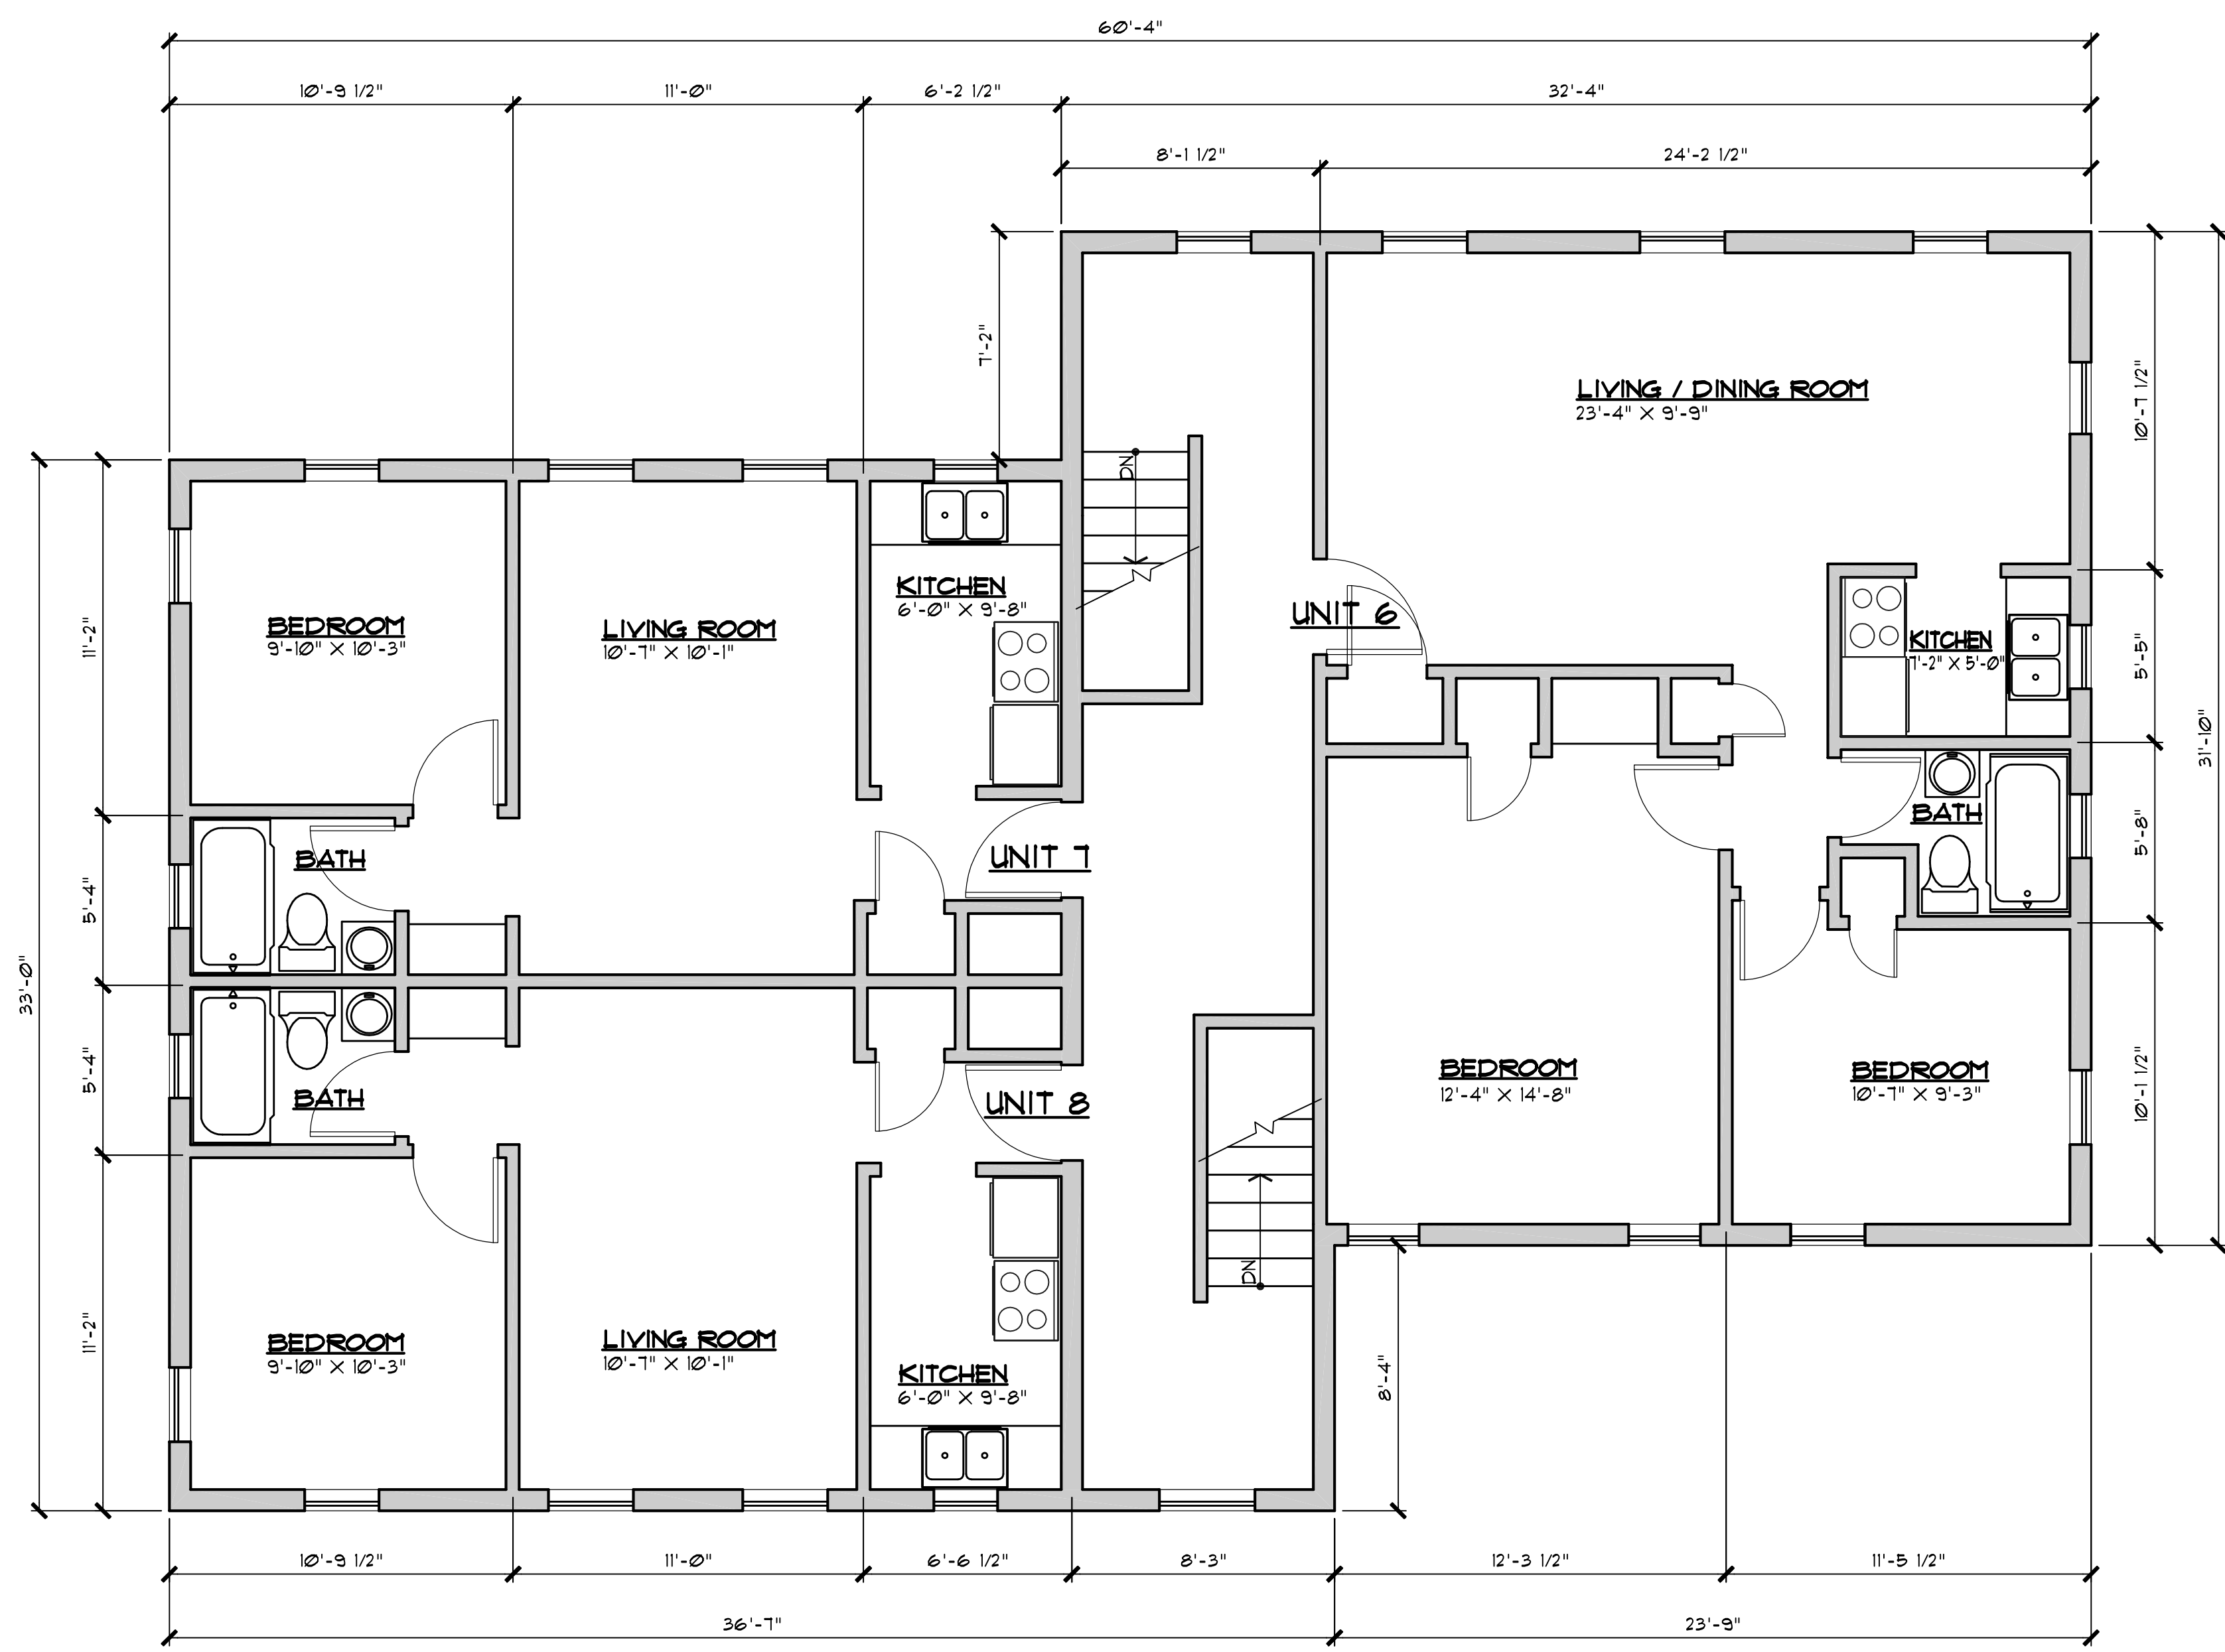 60'-4"
10'-9 1/2"
11'-0"
6'-2 1/2"
32'-4"
8'-1 1/2"
24'-2 1/2"
7'-2"
LIVING / DINING ROOM
23'-4" X 9'-9"
10'-7 1/2"
DN
KITCHEN
6'-0" X 9'-8"
UNIT 6
BEDROOM
9'-10" X 10'-3"
LIVING ROOM
10'-7" X 10'-1"
11'-2"
KITCHEN
7'-2" X 5'-0"
5'-5"
31'-10"
BATH
5'-8"
BATH
UNIT 7
5'-4"
33'-0"
5'-4"
BATH
UNIT 8
BEDROOM
12'-4" X 14'-8"
BEDROOM
10'-7" X 9'-3"
10'-1 1/2"
DN
BEDROOM
9'-10" X 10'-3"
LIVING ROOM
10'-7" X 10'-1"
11'-2"
KITCHEN
6'-0" X 9'-8"
8'-4"
10'-9 1/2"
11'-0"
6'-6 1/2"
8'-3"
12'-3 1/2"
11'-5 1/2"
36'-7"
23'-9"